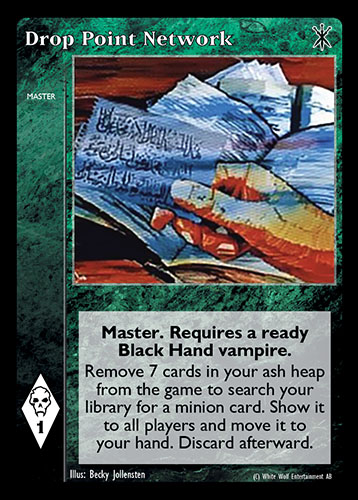 Drop Point Network
MASTER
Master. Requires a ready
Black Hand vampire.
Remove 7 cards in your ash heap
from the game to search your
library for a minion card. Show it
to all players and move it to
your hand. Discard afterward.
1
Illus: Becky Jollensten
(C) White Wolf Entertainment AB